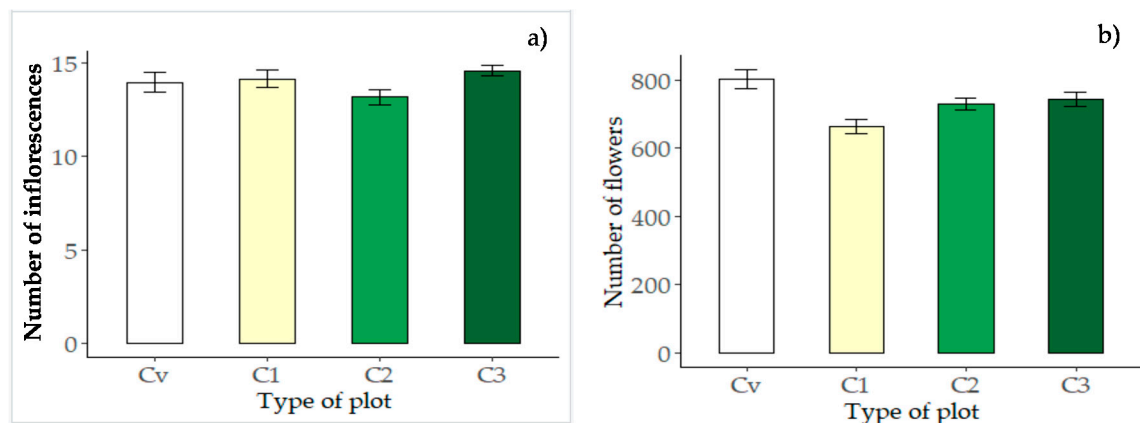 a)
Number of inflorescences
15
10
5
0
Cv C1 C2 C3
Type of plot
b)
Number of flowers
800
600
400
200
0
Cv C1 C2 C3
Type of plot